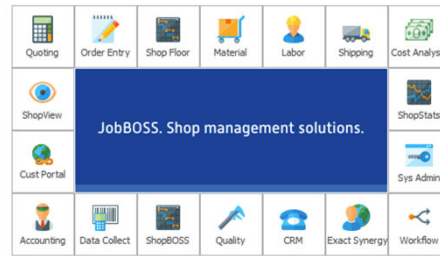 Quoting
Order Entry
Shop Floor
Material
Labor
Shipping
Cost Analys
ShopView
JobBOSS. Shop management solutions.
ShopStats
Cust Portal
Sys Admin
Accounting
Data Collect
ShopBOSS
Quality
CRM
Exact Synergy
Workflow